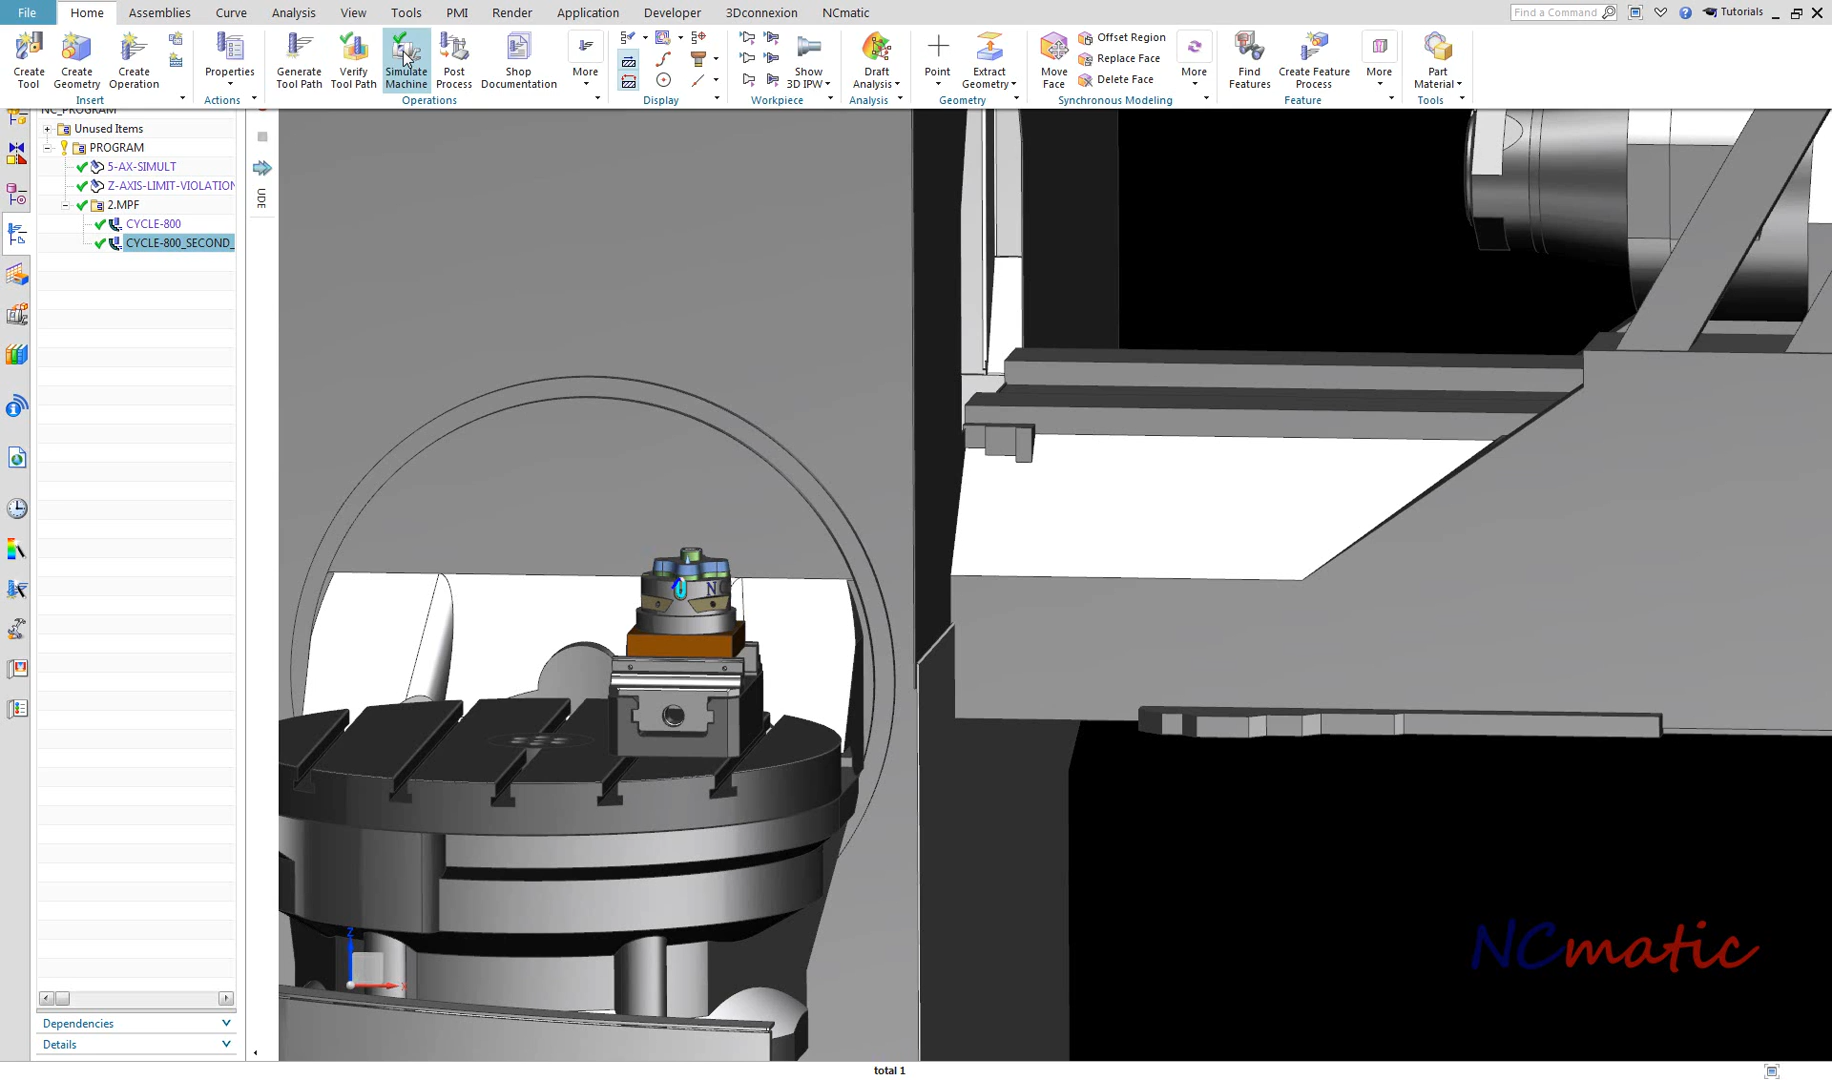 File Home Assemblies Curve Analysis View Tools PMI Render Application Developer 3Dconnexion NCmatic Find a Command Tutorials
Create Tool
Create Geometry
Create Operation
Properties
Generate Tool Path
Verify Tool Path
Simulate Machine
Post Process
Shop Documentation
More
Show 3D IPW
Draft Analysis
Point
Extract Geometry
Move Face
Offset Region
Replace Face
Delete Face
More
Find Features
Create Feature Process
More
Part Material
Insert Actions Operations Display Workpiece Analysis Geometry Synchronous Modeling Feature Tools
NC_PROGRAM
Unused Items
PROGRAM
5-AX-SIMULT
Z-AXIS-LIMIT-VIOLATION
2.MPF
CYCLE-800
CYCLE-800_SECOND_
UDE
NC
Z
X
NCmatic
Dependencies
Details
total 1